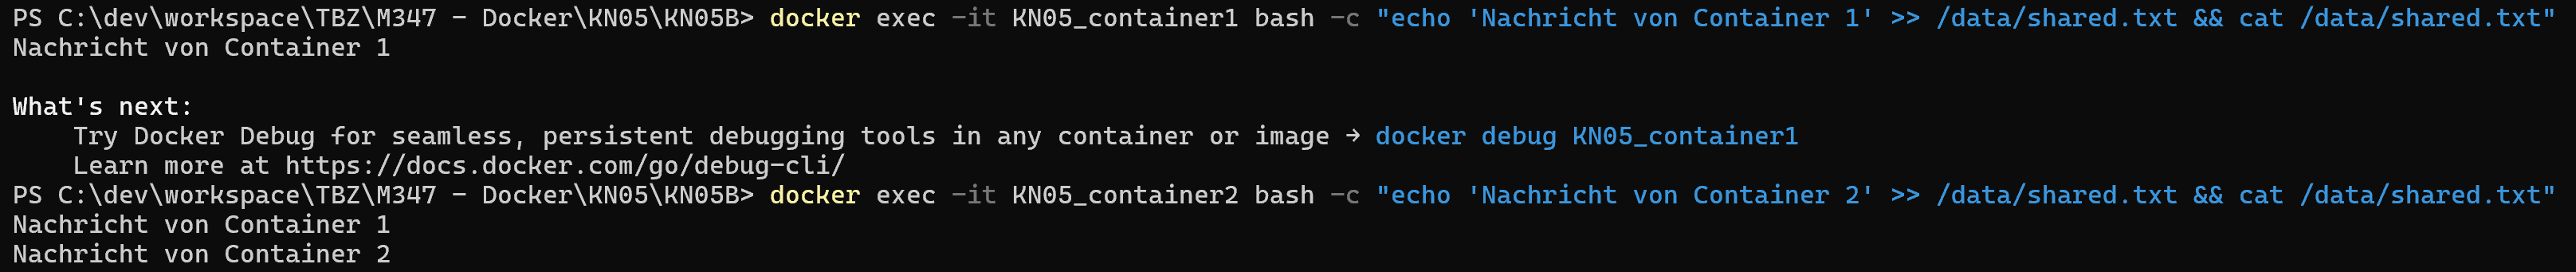 PS C:\dev\workspace\TBZ\M347 - Docker\KN05\KN05B> docker exec -it KN05_container1 bash -c "echo 'Nachricht von Container 1' >> /data/shared.txt && cat /data/shared.txt"
Nachricht von Container 1
What's next:
    Try Docker Debug for seamless, persistent debugging tools in any container or image → docker debug KN05_container1
    Learn more at https://docs.docker.com/go/debug-cli/
PS C:\dev\workspace\TBZ\M347 - Docker\KN05\KN05B> docker exec -it KN05_container2 bash -c "echo 'Nachricht von Container 2' >> /data/shared.txt && cat /data/shared.txt"
Nachricht von Container 1
Nachricht von Container 2